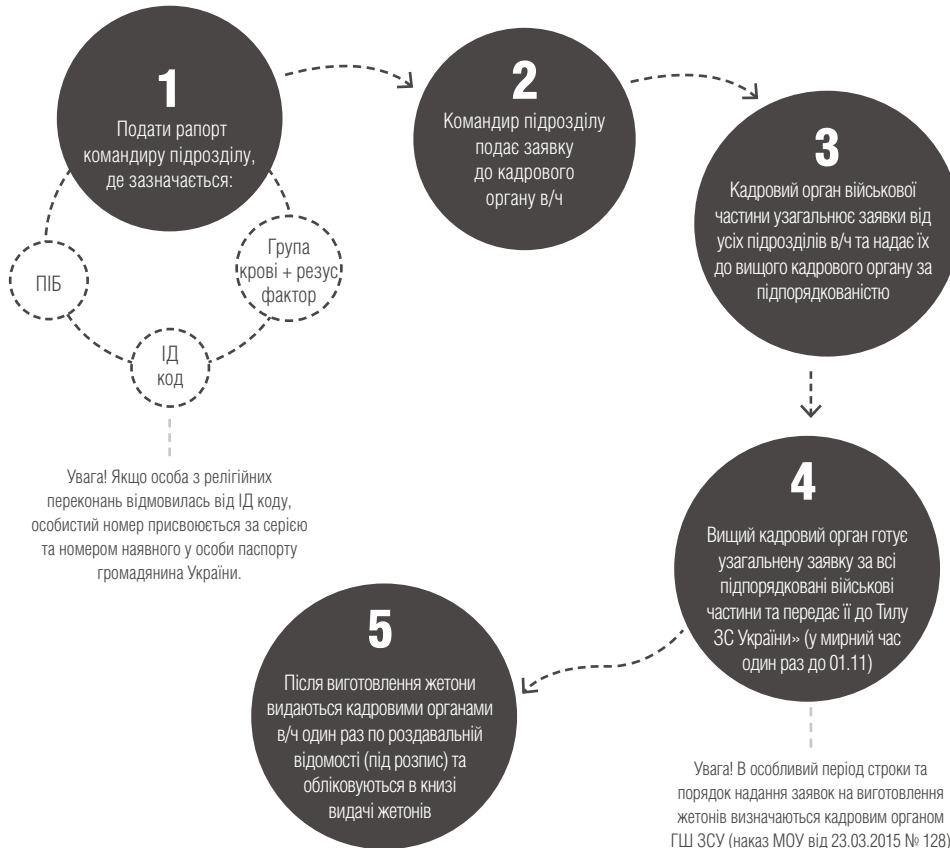 1
Подати рапорт
командиру підрозділу,
де зазначається:
ПІБ
ІД
код
Група
крові + резус
фактор
Увага! Якщо особа з релігійних
переконань відмовилась від ІД коду,
особистий номер присвоюється за серією
та номером наявного у особи паспорту
громадянина України.
2
Командир підрозділу
подає заявку
до кадрового
органу в/ч
3
Кадровий орган військової
частини узагальнює заявки від
усіх підрозділів в/ч та надає їх
до вищого кадрового органу за
підпорядкованістю
4
Вищий кадровий орган готує
узагальнену заявку за всі
підпорядковані військові
частини та передає її до Тилу
ЗС України» (у мирний час
один раз до 01.11)
Увага! В особливий період строки та
порядок надання заявок на виготовлення
жетонів визначаються кадровим органом
ГШ ЗСУ (наказ МОУ від 23.03.2015 № 128)
5
Після виготовлення жетони
видаються кадровими органами
в/ч один раз по роздавальній
відомості (під розпис) та
обліковуються в книзі
видачі жетонів